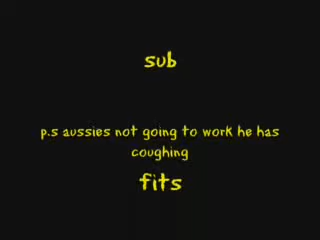 sub
p.s aussies not going to work he has
coughing
fits